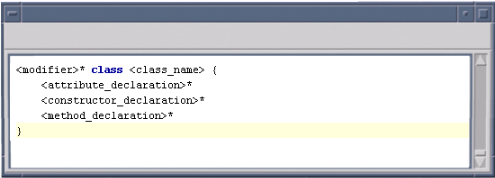 <modifier>* class <class_name> {
    <attribute_declaration>*
    <constructor_declaration>*
    <method_declaration>*
}